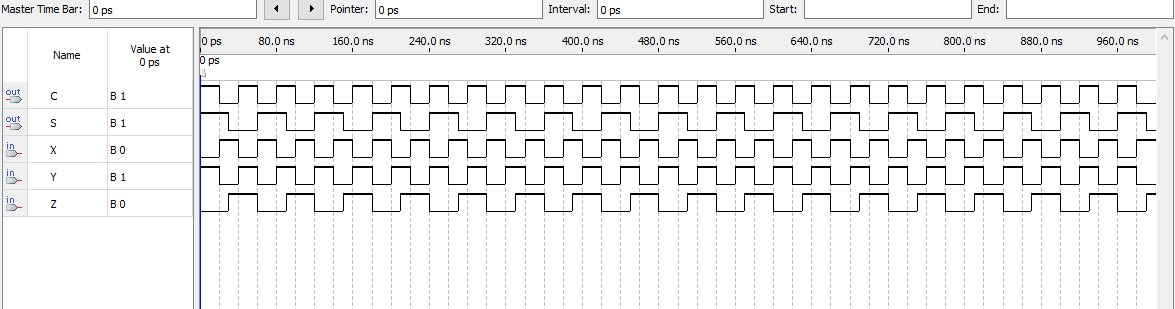 Master Time Bar: 0 ps Pointer: 0 ps Interval: 0 ps Start: End:
Name Value at 0 ps
0 ps 80.0 ns 160.0 ns 240.0 ns 320.0 ns 400.0 ns 480.0 ns 560.0 ns 640.0 ns 720.0 ns 800.0 ns 880.0 ns 960.0 ns
0 ps
out C B 1
out S B 1
in X B 0
in Y B 1
in Z B 0